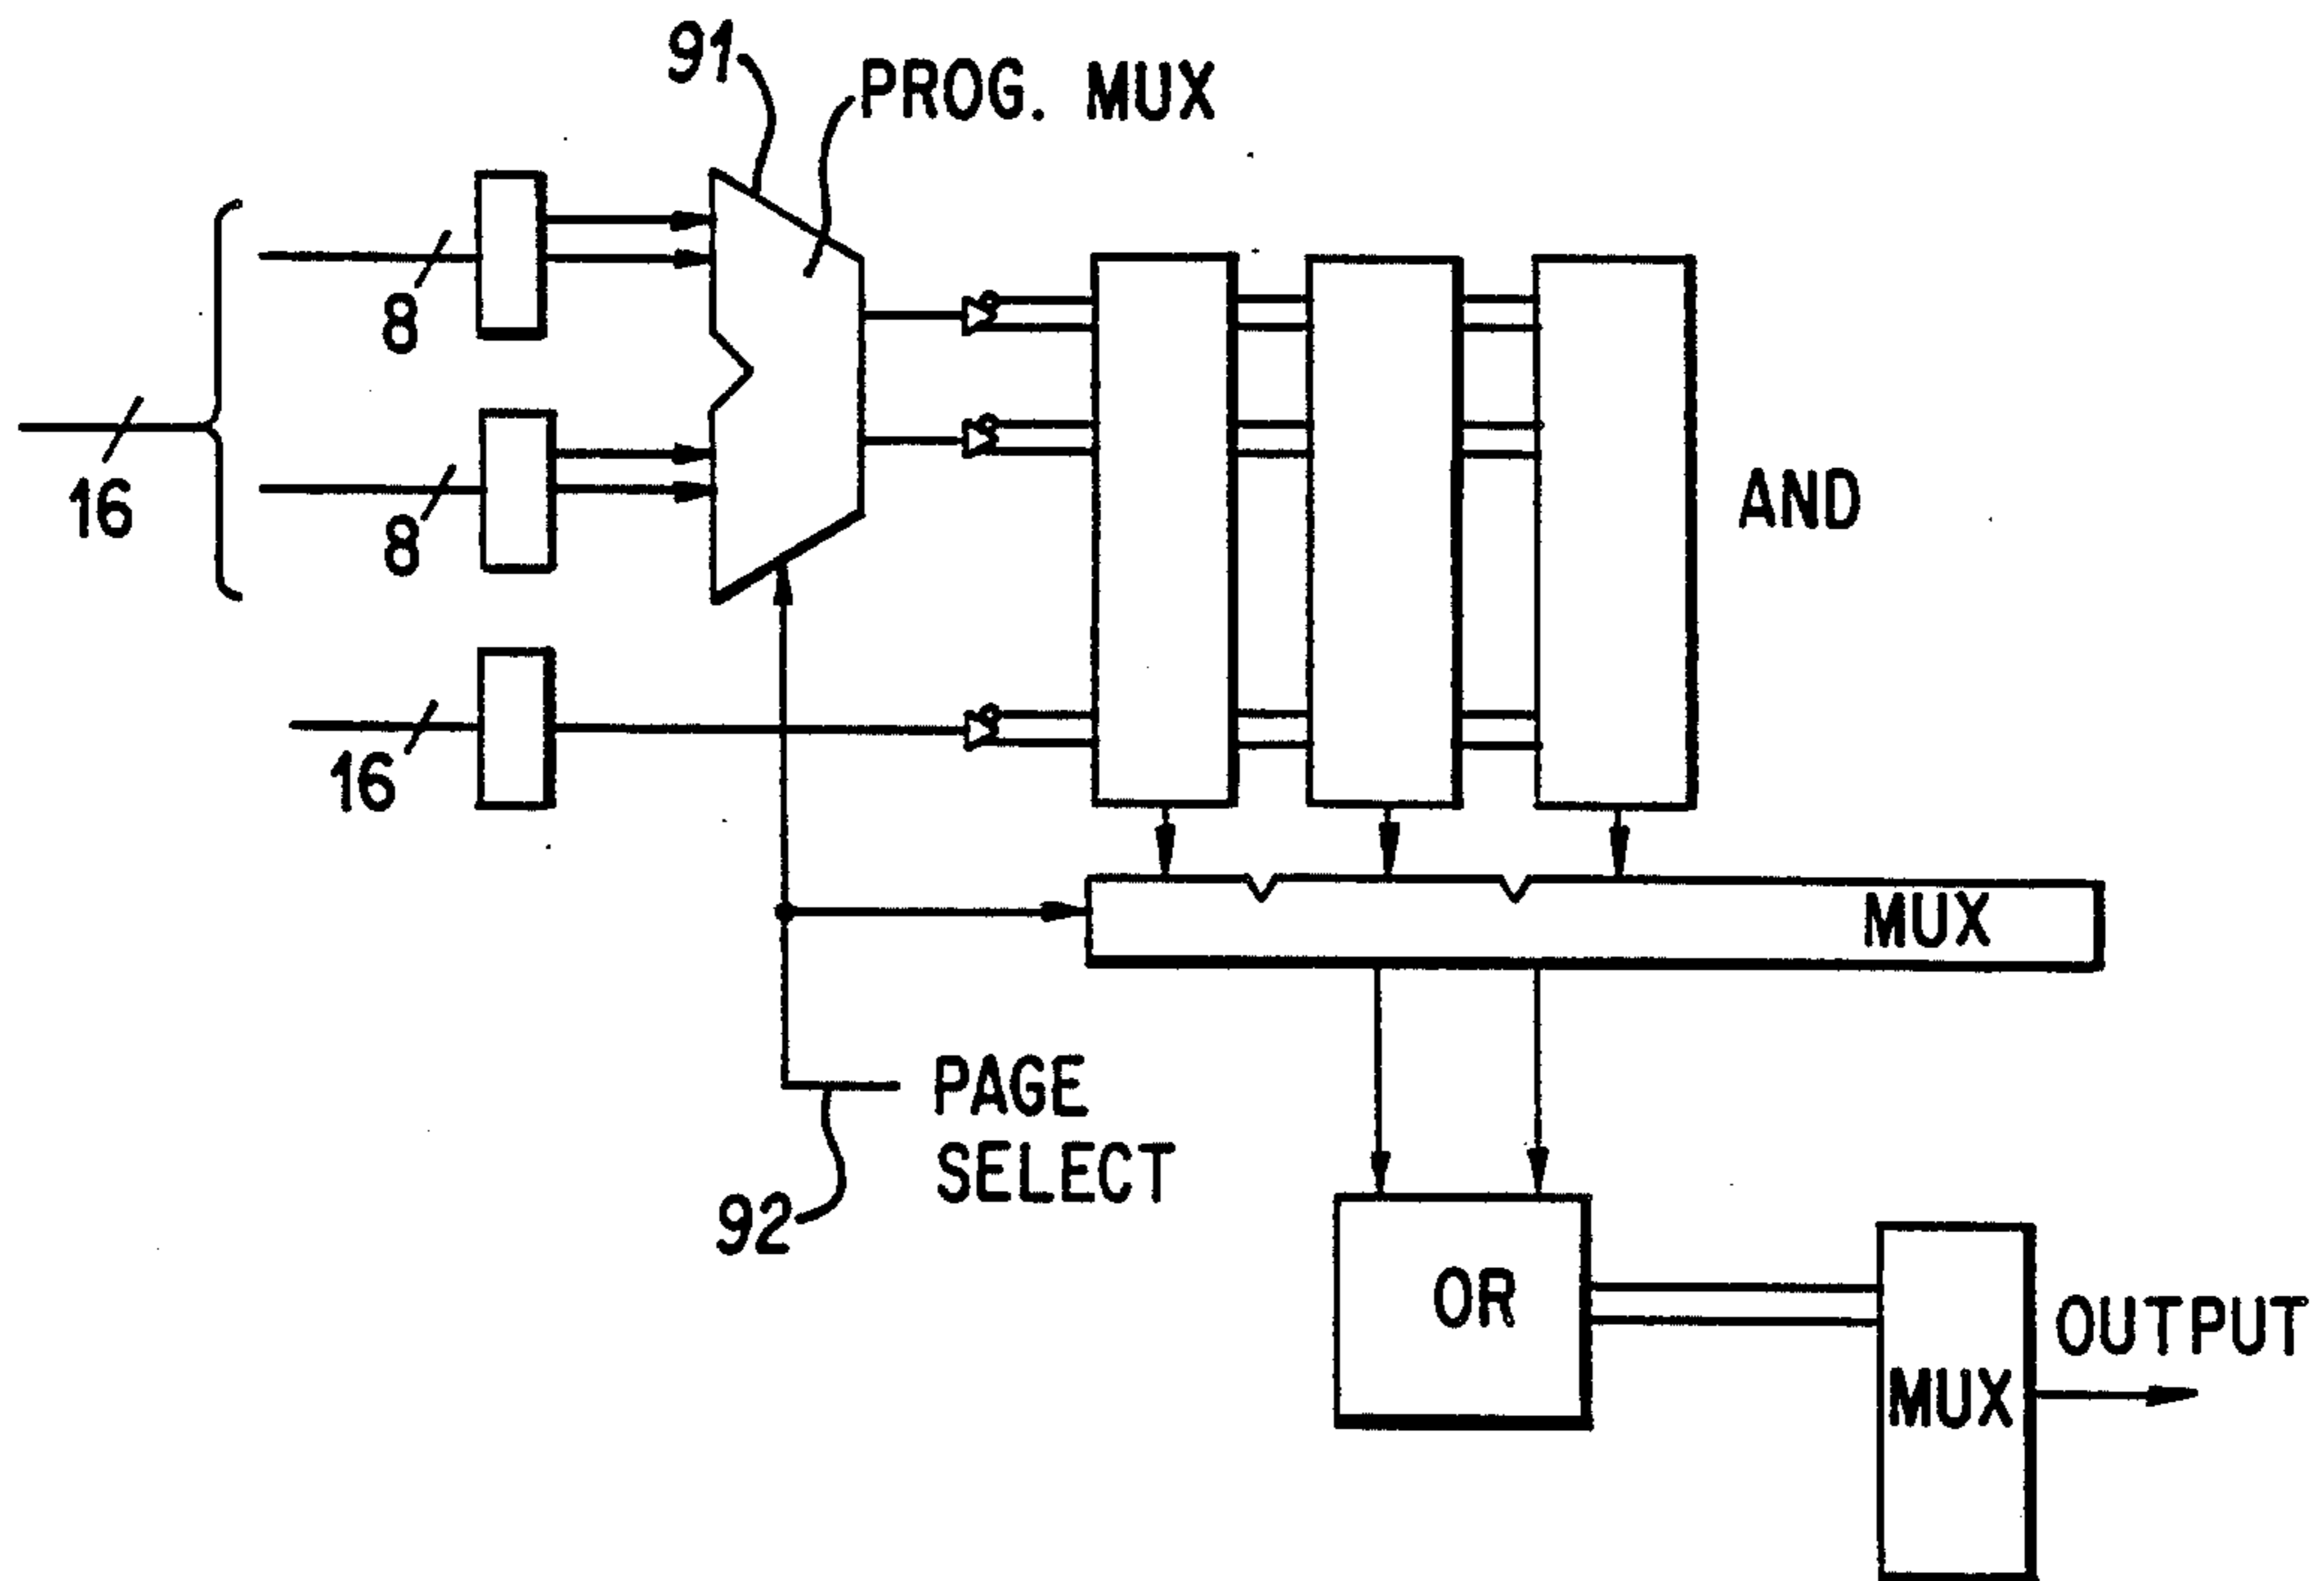 91
PROG. MUX
8
16
8
AND
16
MUX
PAGE
SELECT
92
OR
OUTPUT
MUX